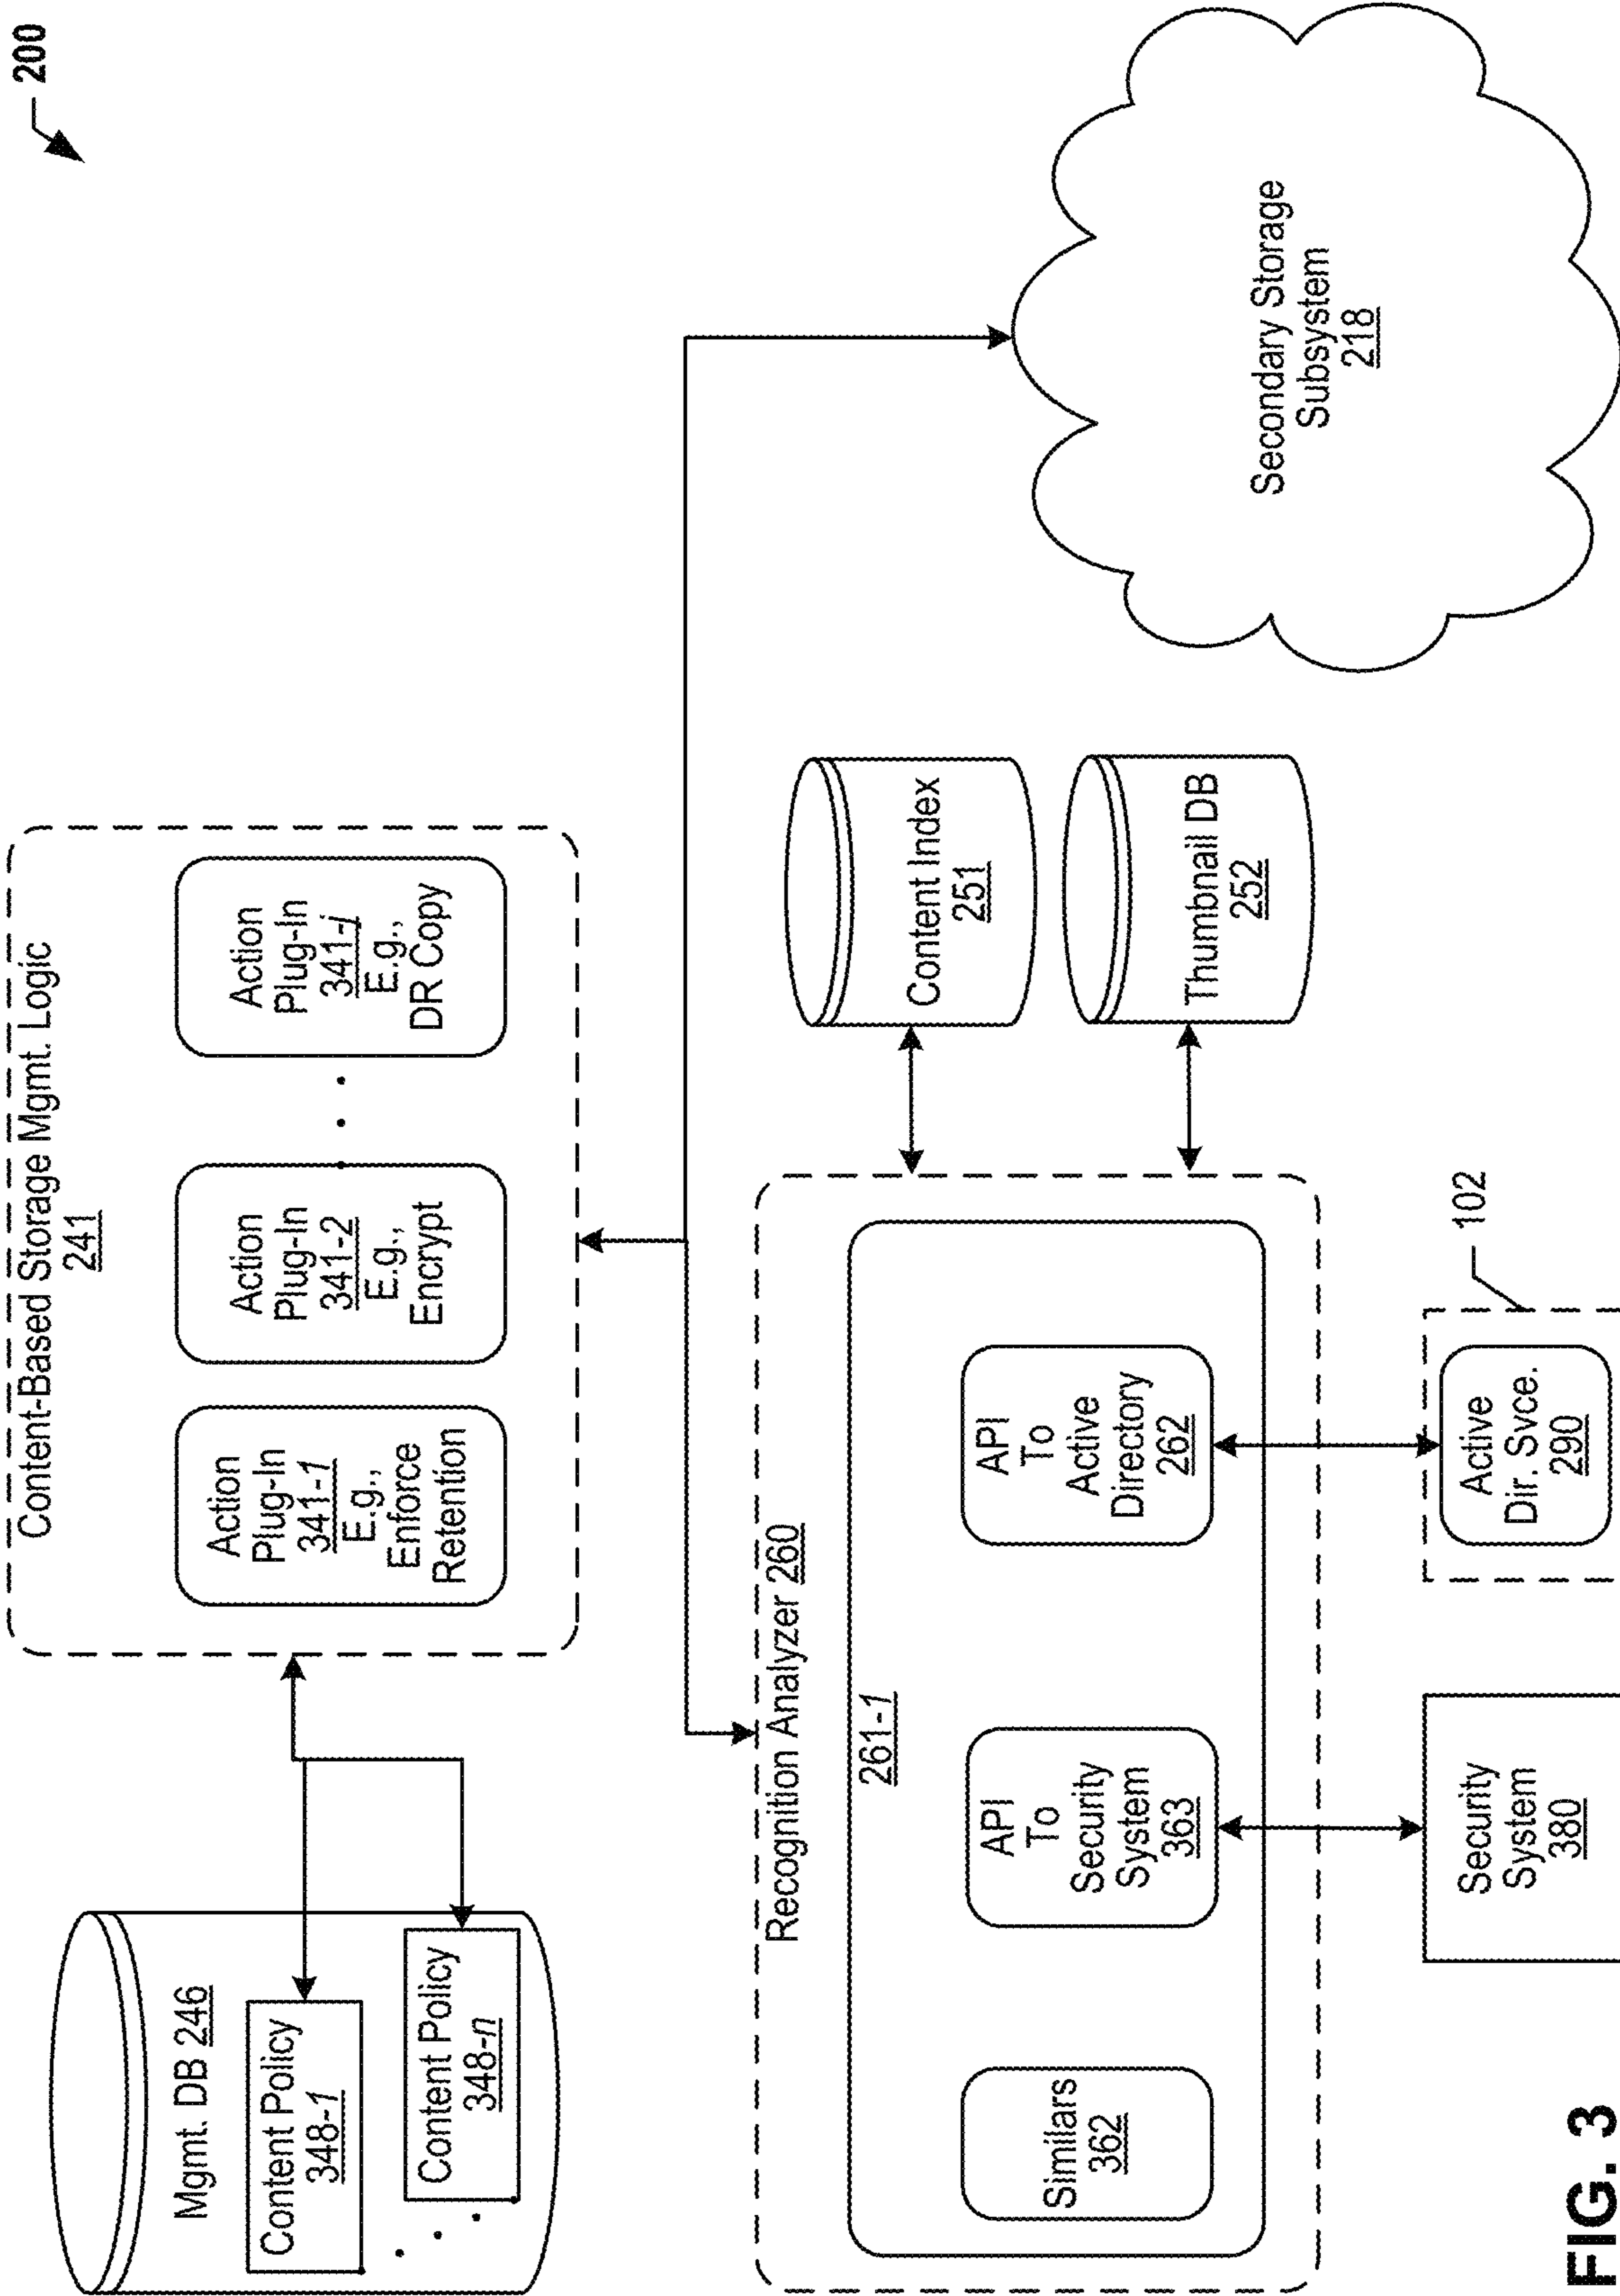 200
Content-Based Storage Mgmt. Logic
241
Mgmt. DB 246
Content Policy
348-1
Content Policy
348-n
Action
Plug-In
341-1
E.g.,
Enforce
Retention
Action
Plug-In
341-2
E.g.,
Encrypt
. . .
Action
Plug-In
341-j
E.g.,
DR Copy
Recognition Analyzer 260
261-1
Similars
362
API
To
Security
System
363
API
To
Active
Directory
262
Content Index
251
Thumbnail DB
252
Secondary Storage
Subsystem
218
Security
System
380
Active
Dir. Svce.
290
102
FIG. 3